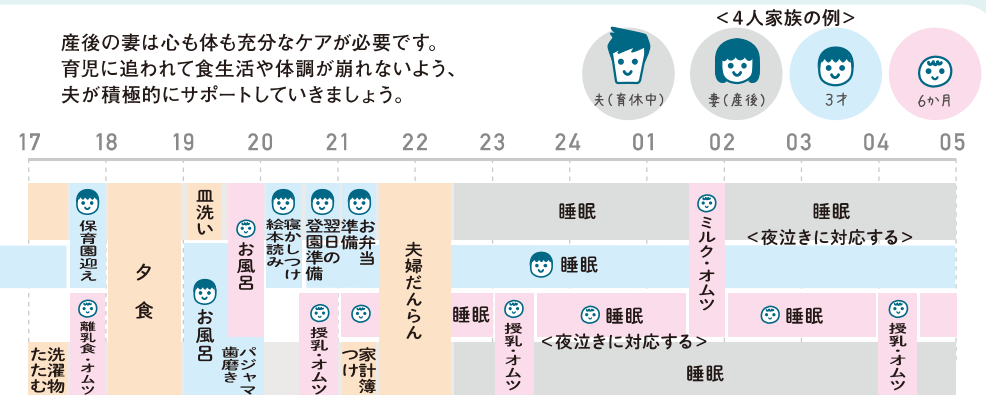 産後の妻は心も体も充分なケアが必要です。
育児に追われて食生活や体調が崩れないよう、
夫が積極的にサポートしていきましょう。
＜4人家族の例＞
夫（育休中）
妻（産後）
3才
6か月
17 18 19 20 21 22 23 24 01 02 03 04 05
保育園迎え
夕食
皿洗い
お風呂
寝かしつけ
絵本読み
翌日の
登園準備
お弁当
準備
夫婦だんらん
睡眠
ミルク・オムツ
睡眠
＜夜泣きに対応する＞
お風呂
睡眠
離乳食・オムツ
授乳・オムツ
睡眠
授乳・オムツ
睡眠
＜夜泣きに対応する＞
睡眠
授乳・オムツ
洗濯物
たたむ
パジャマ
歯磨き
家計簿
つけ
睡眠